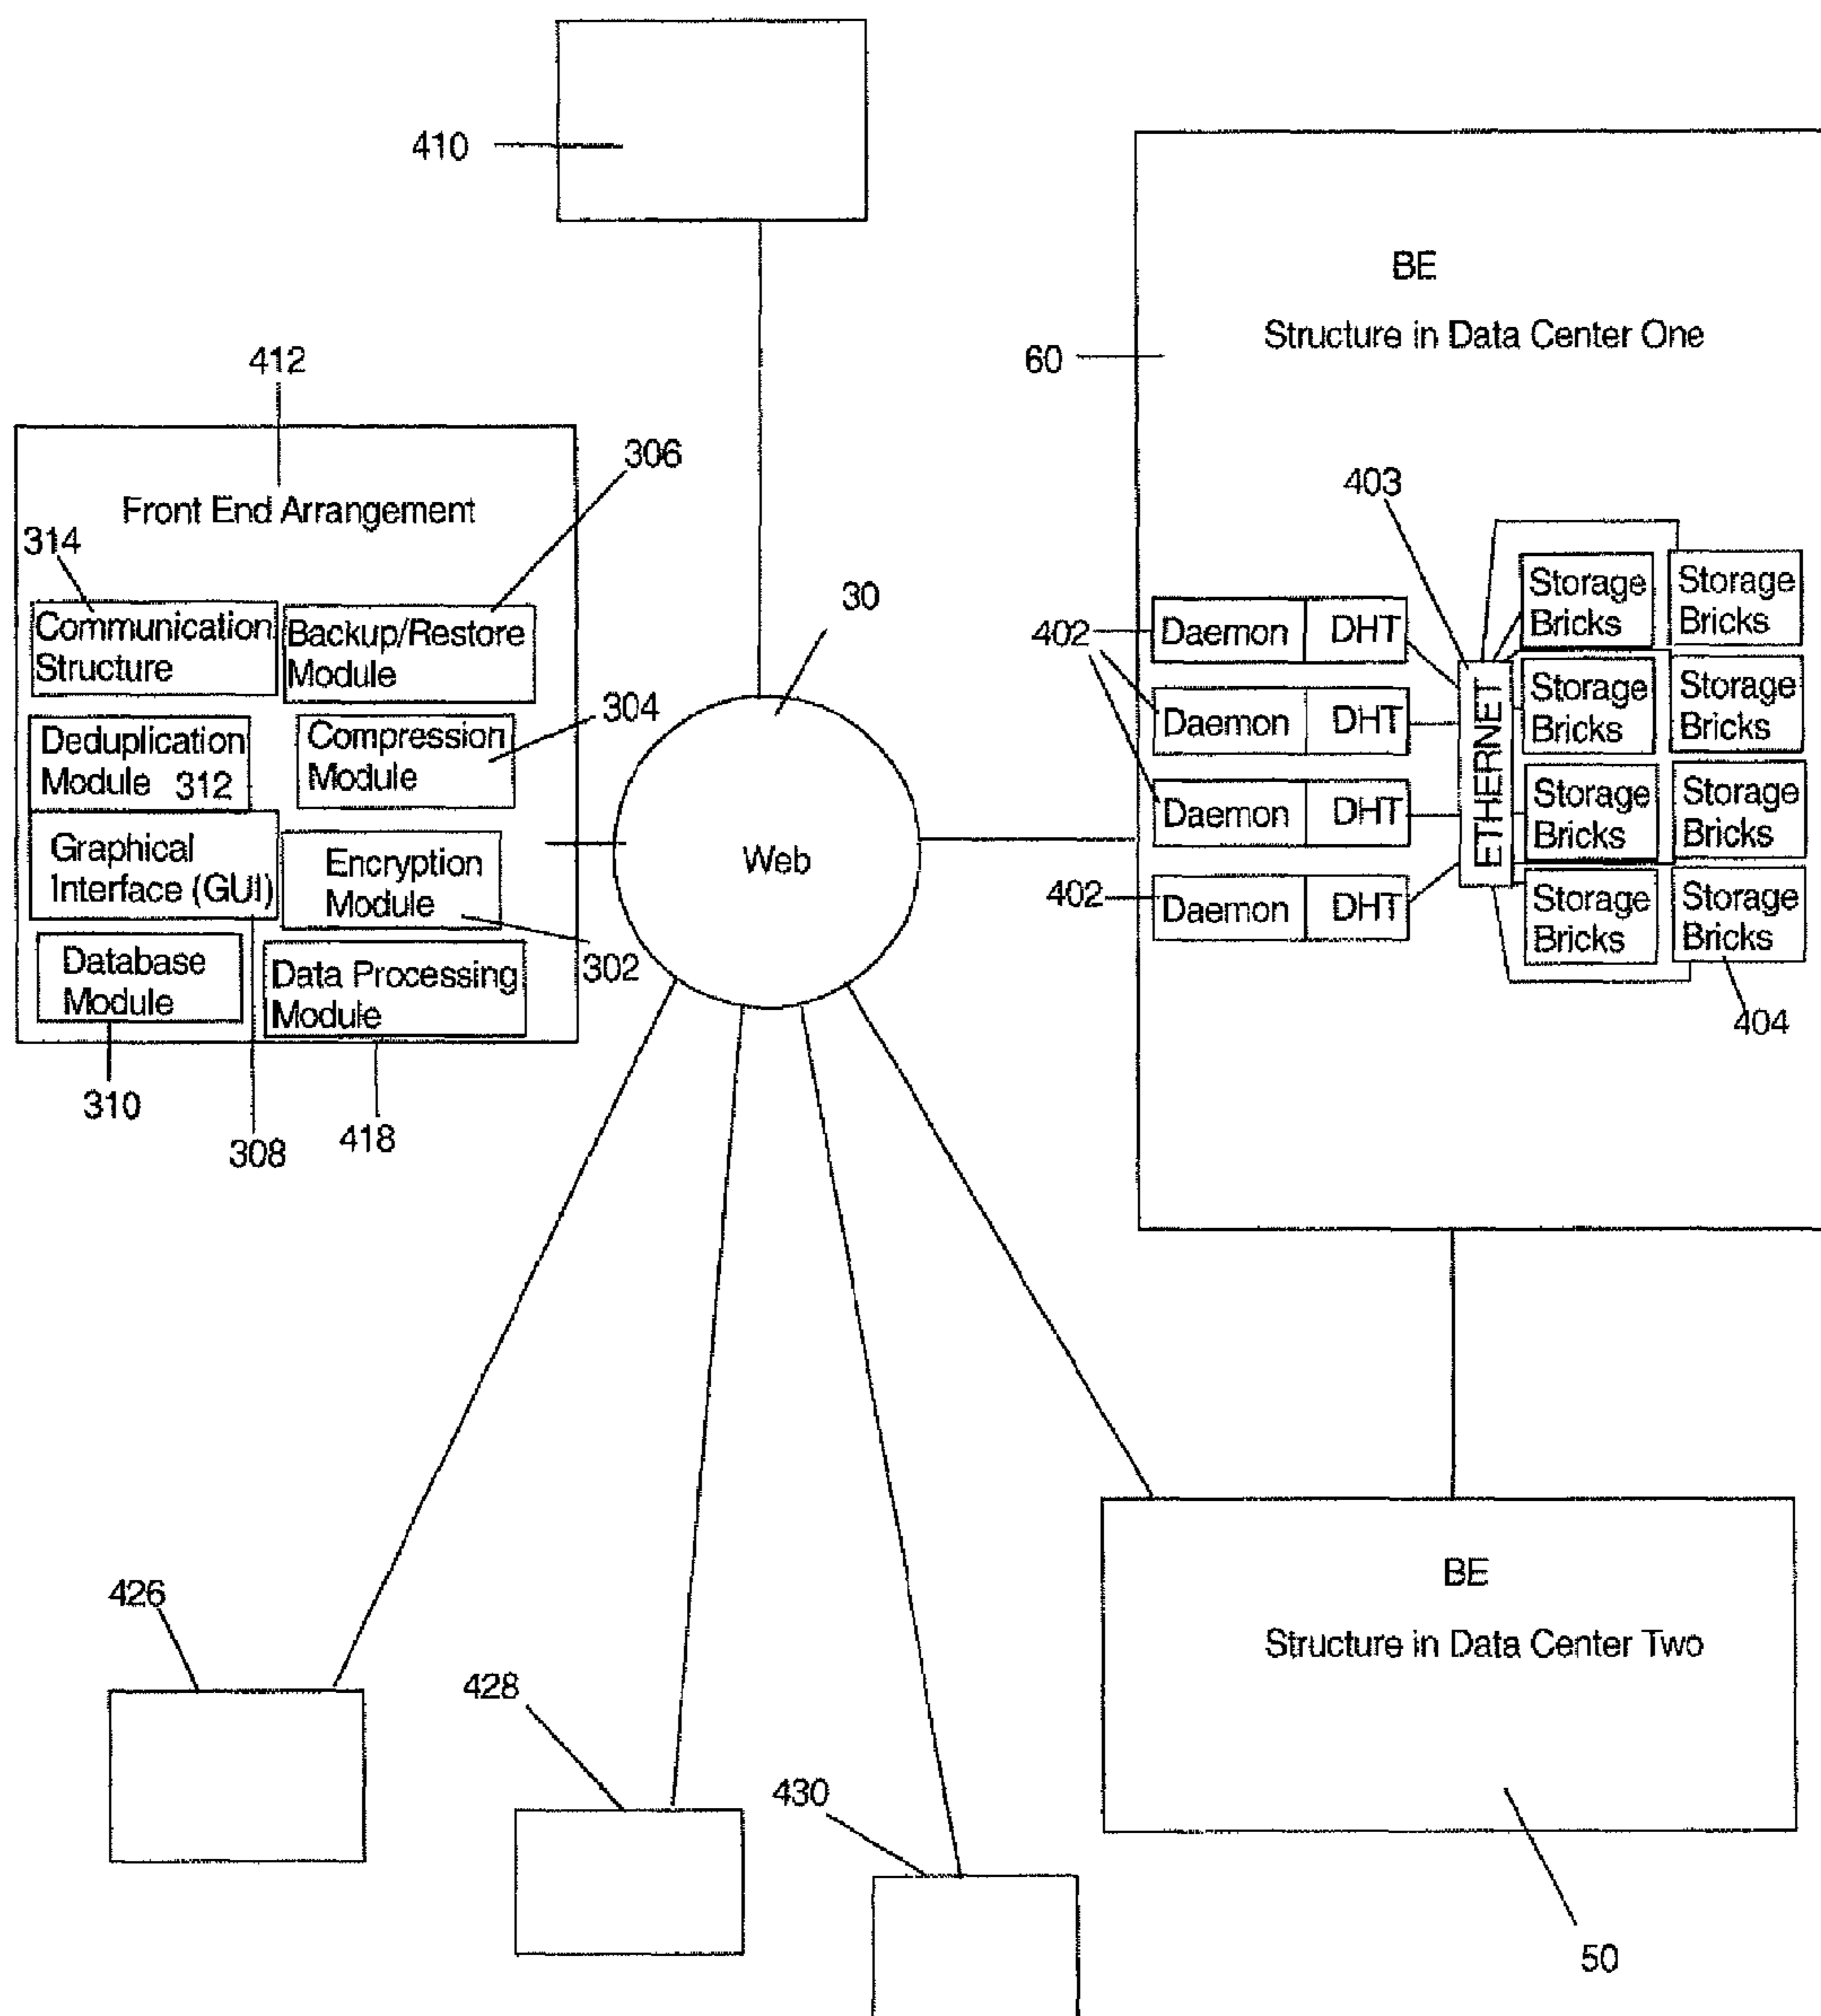 410
BE
Structure in Data Center One
60
412
Front End Arrangement
306
314
Communication
Structure
Backup/Restore
Module
304
Deduplication
Module 312
Compression
Module
Graphical
Interface (GUI)
Encryption
Module
302
Database
Module
Data Processing
Module
310
308
418
30
Web
403
402
Daemon DHT
Daemon DHT
Daemon DHT
402
Daemon DHT
ETHERNET
Storage
Bricks
Storage
Bricks
Storage
Bricks
Storage
Bricks
Storage
Bricks
Storage
Bricks
Storage
Bricks
Storage
Bricks
404
426
428
430
BE
Structure in Data Center Two
50